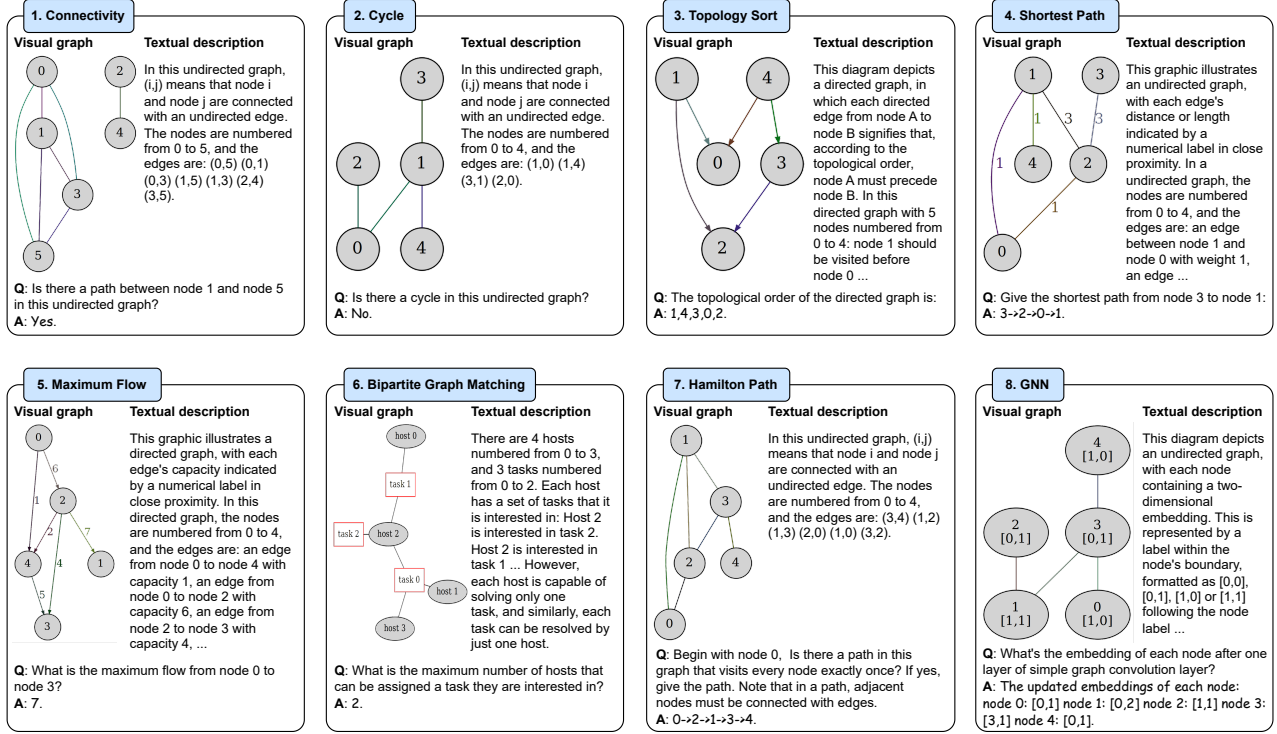 1. Connectivity
Visual graph
Textual description
0
2
1
4
3
5
In this undirected graph,
(i,j) means that node i
and node j are connected
with an undirected edge.
The nodes are numbered
from 0 to 5, and the
edges are: (0,5) (0,1)
(0,3) (1,5) (1,3) (2,4)
(3,5).
Q: Is there a path between node 1 and node 5
in this undirected graph?
A: Yes.
2. Cycle
Visual graph
Textual description
3
2
1
0
4
In this undirected graph,
(i,j) means that node i
and node j are connected
with an undirected edge.
The nodes are numbered
from 0 to 4, and the
edges are: (1,0) (1,4)
(3,1) (2,0).
Q: Is there a cycle in this undirected graph?
A: No.
3. Topology Sort
Visual graph
Textual description
1
4
0
3
2
This diagram depicts
a directed graph, in
which each directed
edge from node A to
node B signifies that,
according to the
topological order,
node A must precede
node B. In this
directed graph with 5
nodes numbered from
0 to 4: node 1 should
be visited before
node 0 ...
Q: The topological order of the directed graph is:
A: 1,4,3,0,2.
4. Shortest Path
Visual graph
Textual description
1
3
1
3
3
1
4
2
1
0
This graphic illustrates
an undirected graph,
with each edge's
distance or length
indicated by a
numerical label in close
proximity. In a
undirected graph, the
nodes are numbered
from 0 to 4, and the
edges are: an edge
between node 1 and
node 0 with weight 1,
an edge ...
Q: Give the shortest path from node 3 to node 1:
A: 3->2->0->1.
5. Maximum Flow
Visual graph
Textual description
0
6
1
2
2
7
4
4
1
5
3
This graphic illustrates a
directed graph, with each
edge's capacity indicated
by a numerical label in
close proximity. In this
directed graph, the nodes
are numbered from 0 to 4,
and the edges are: an edge
from node 0 to node 4 with
capacity 1, an edge from
node 0 to node 2 with
capacity 6, an edge from
node 2 to node 3 with
capacity 4, ...
Q: What is the maximum flow from node 0 to
node 3?
A: 7.
6. Bipartite Graph Matching
Visual graph
Textual description
host 0
task 1
task 2
host 2
task 0
host 1
host 3
There are 4 hosts
numbered from 0 to 3,
and 3 tasks numbered
from 0 to 2. Each host
has a set of tasks that it
is interested in: Host 2
is interested in task 2.
Host 2 is interested in
task 1 ... However,
each host is capable of
solving only one
task, and similarly, each
task can be resolved by
just one host.
Q: What is the maximum number of hosts that
can be assigned a task they are interested in?
A: 2.
7. Hamilton Path
Visual graph
Textual description
1
3
2
4
0
In this undirected graph, (i,j)
means that node i and node j
are connected with an
undirected edge. The nodes
are numbered from 0 to 4,
and the edges are: (3,4) (1,2)
(1,3) (2,0) (1,0) (3,2).
Q: Begin with node 0, Is there a path in this
graph that visits every node exactly once? If yes,
give the path. Note that in a path, adjacent
nodes must be connected with edges.
A: 0->2->1->3->4.
8. GNN
Visual graph
Textual description
4
[1,0]
2
[0,1]
3
[0,1]
1
[1,1]
0
[1,0]
This diagram depicts
an undirected graph,
with each node
containing a two-
dimensional
embedding. This is
represented by a
label within the
node's boundary,
formatted as [0,0],
[0,1], [1,0] or [1,1]
following the node
label ...
Q: What's the embedding of each node after one
layer of simple graph convolution layer?
A: The updated embeddings of each node:
node 0: [0,1] node 1: [0,2] node 2: [1,1] node 3:
[3,1] node 4: [0,1].